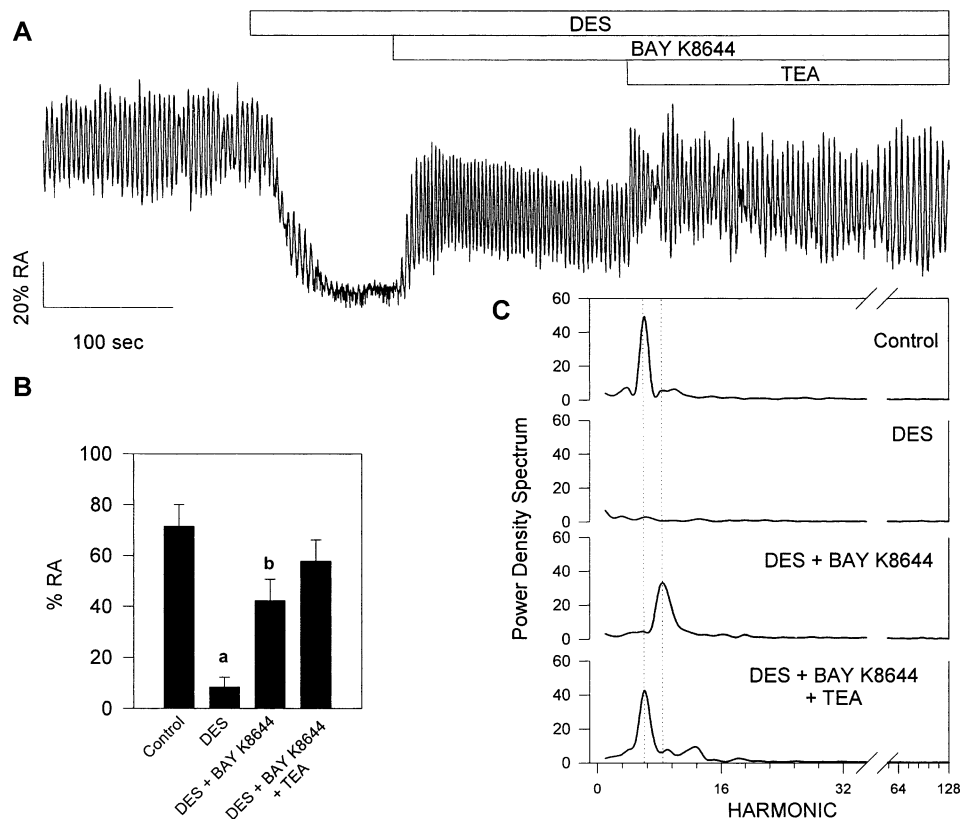 A
DES
BAY K8644
TEA
20% RA
100 sec
B
100
80
60
40
20
0
% RA
a
b
Control
DES
DES + BAY K8644
DES + BAY K8644
+ TEA
C
Power Density Spectrum
60
40
20
0
Control
60
40
20
0
DES
60
40
20
0
DES + BAY K8644
60
40
20
0
DES + BAY K8644
+ TEA
0 16 32 64 128
HARMONIC